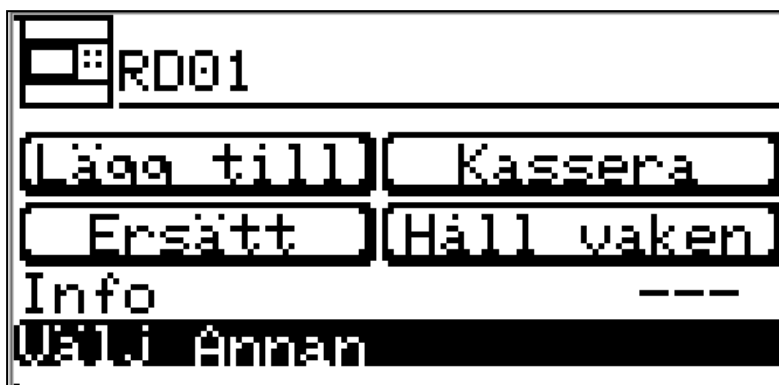 RD01
Lägg till Kassera
Ersätt Håll vaken
Info ---
Välj Annan